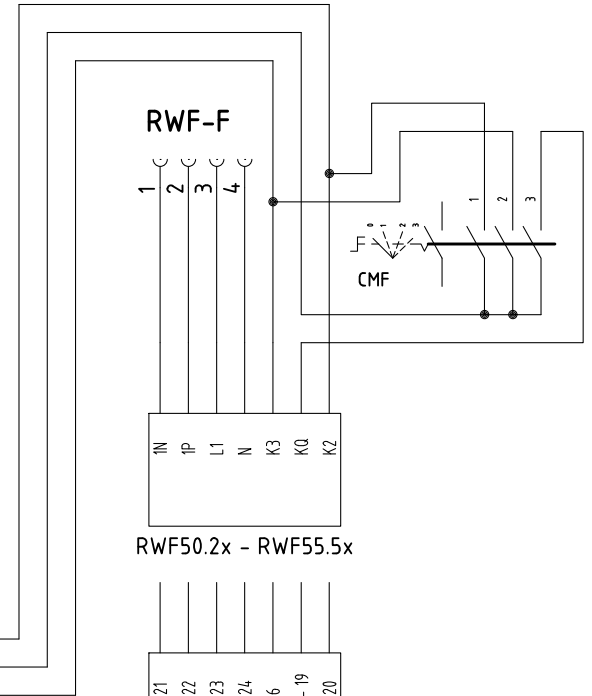 RWF-F
1 2 3 4
1 2 3
0 1 2 3
CMF
1N 1P L1 N K3 KQ K2
RWF50.2x - RWF55.5x
21 22 23 24 6 - 19 20